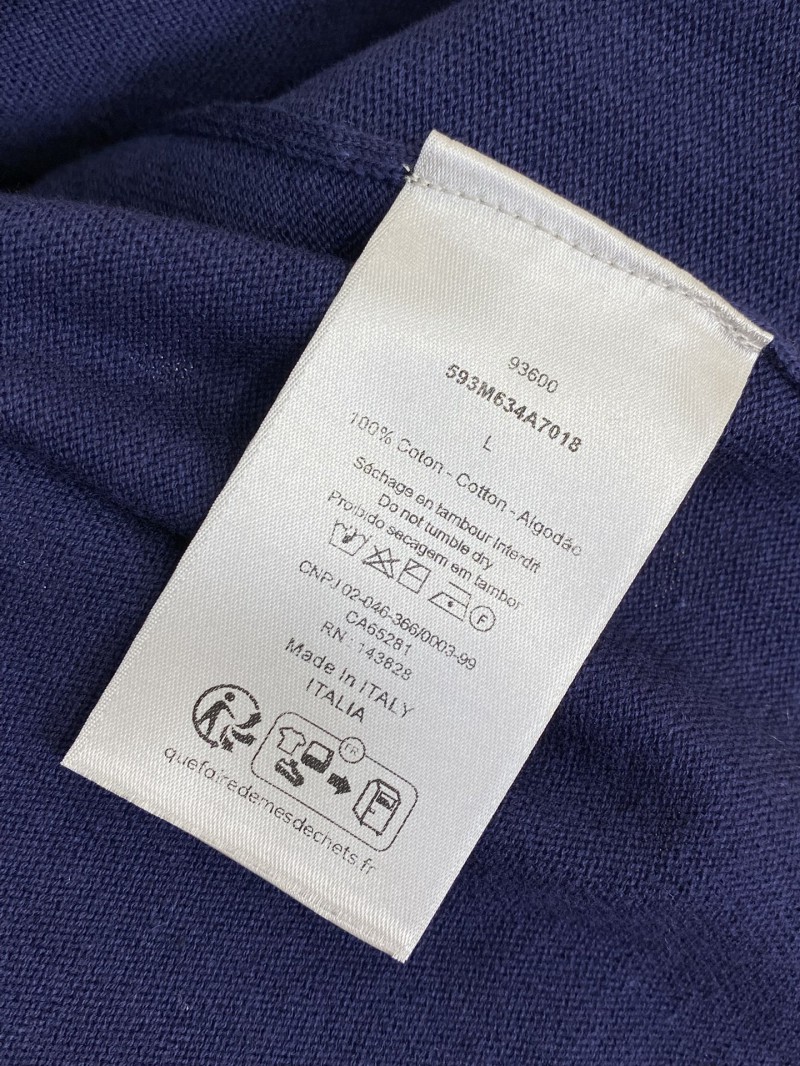 93600
593M634A7018
L
100% Coton - Cotton - Algodão
Séchage en tambour Interdit
Do not tumble dry
Proibido secagem em tambor
F
CNPJ 02-046-366/0003-99
CA65281
RN : 143828
Made in ITALY
ITALIA
FR
quefairedemesdechets.fr